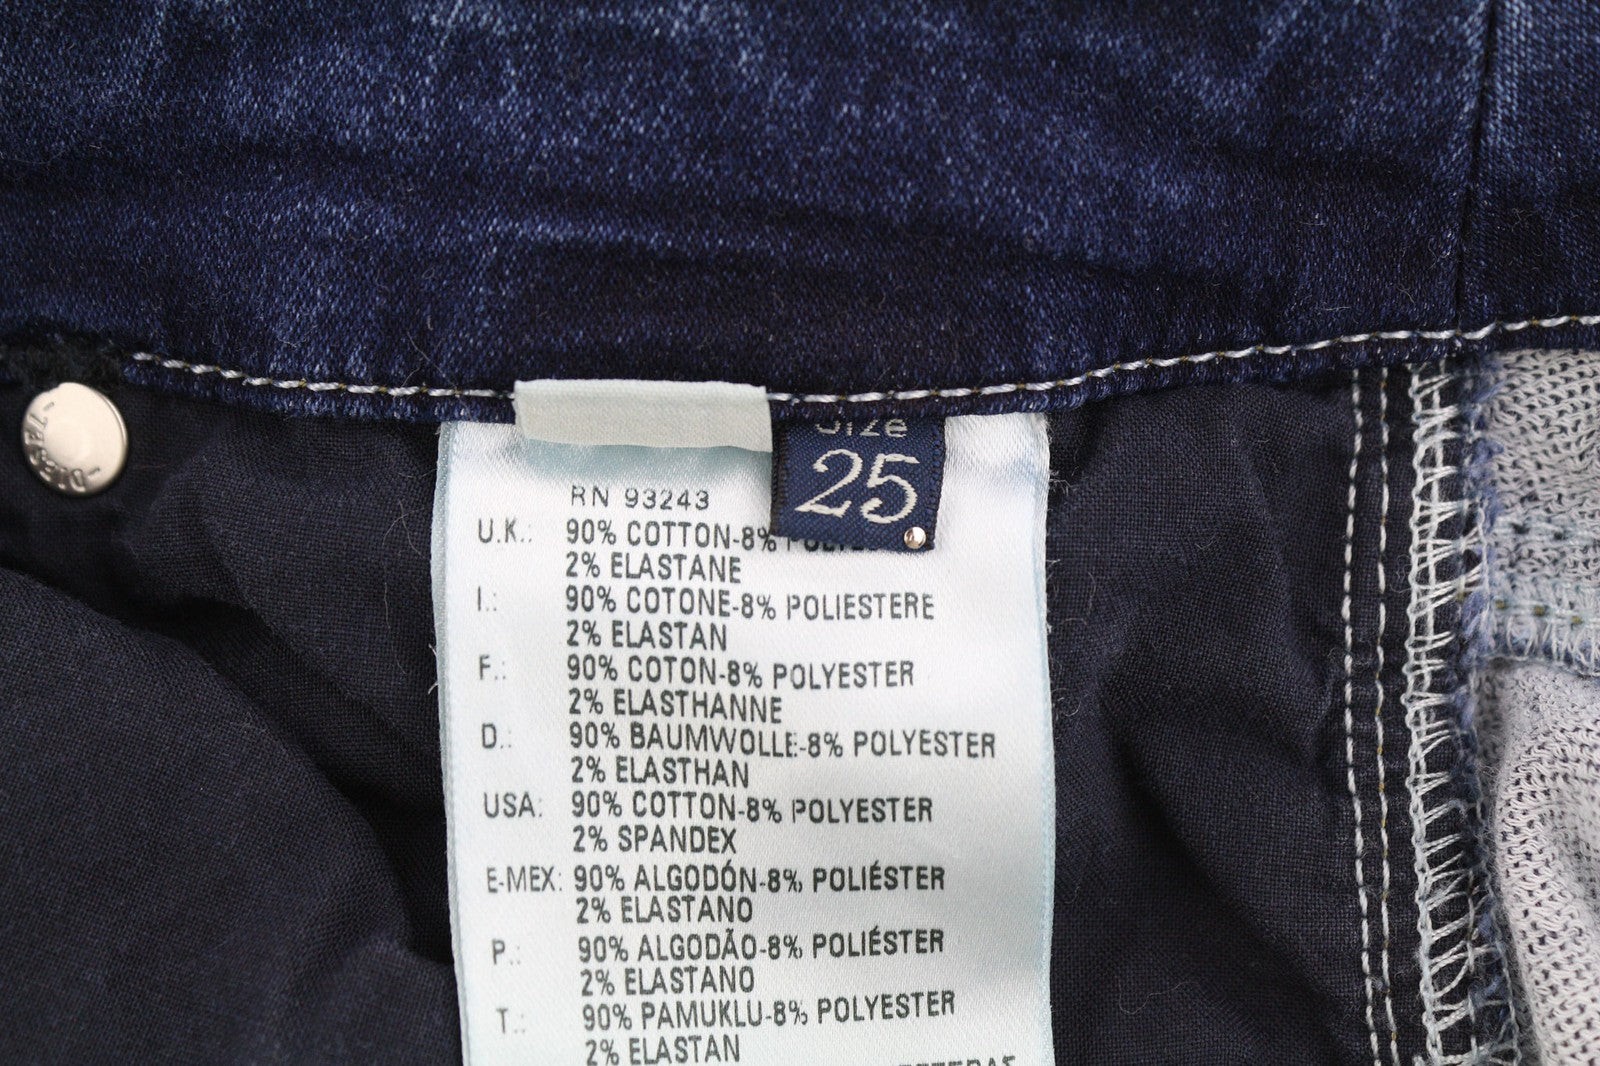 Size
25
RN 93243
U.K.: 90% COTTON-8%
2% ELASTANE
I.: 90% COTONE-8% POLIESTERE
2% ELASTAN
F.: 90% COTON-8% POLYESTER
2% ELASTHANNE
D.: 90% BAUMWOLLE-8% POLYESTER
2% ELASTHAN
USA: 90% COTTON-8% POLYESTER
2% SPANDEX
E-MEX: 90% ALGODÓN-8% POLIÉSTER
2% ELASTANO
P.: 90% ALGODÃO-8% POLIÉSTER
2% ELASTANO
T.: 90% PAMUKLU-8% POLYESTER
2% ELASTAN